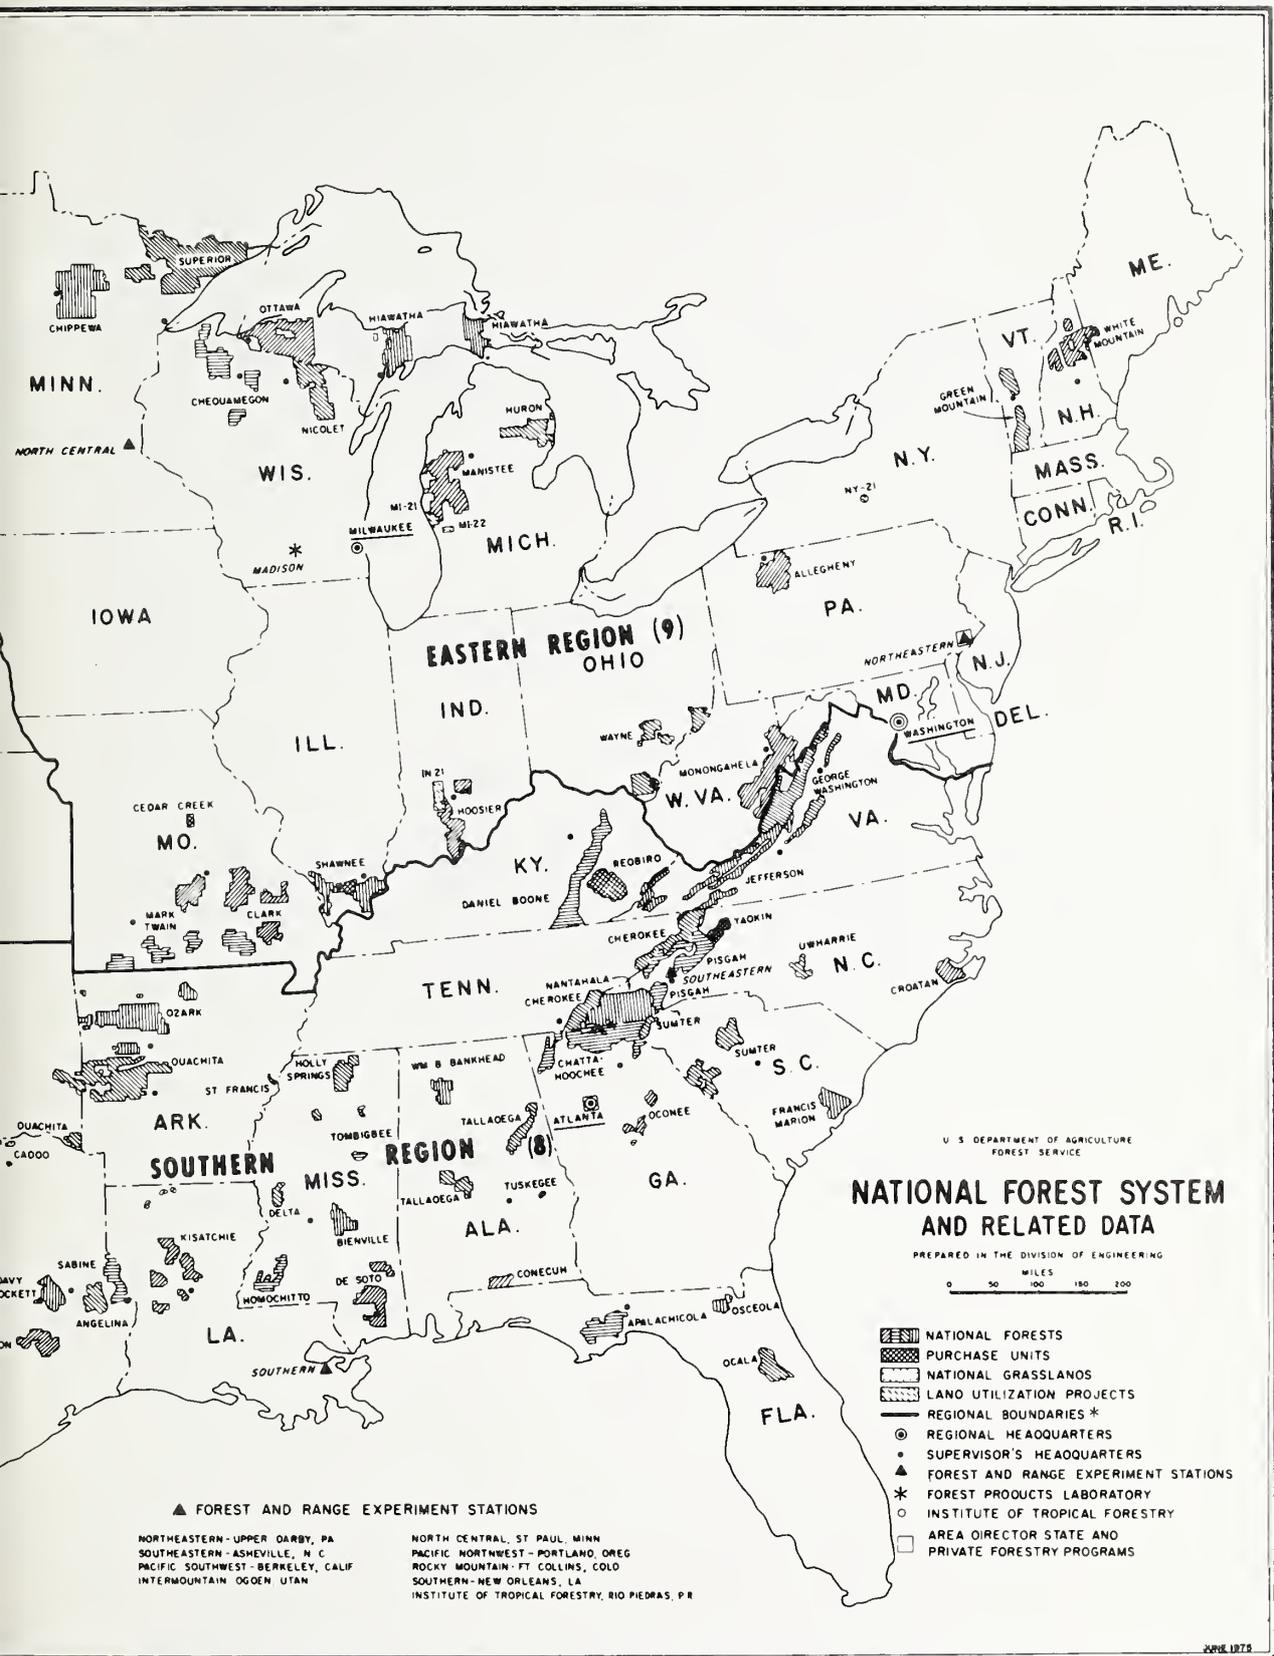 SUPERIOR
CHIPPEWA
MINN.
NORTH CENTRAL
OTTAWA
HIAWATHA
HIAWATHA
CHEQUAMEGON
NICOLET
WIS.
HURON
MANISTEE
MI-21
MI-22
MILWAUKEE
MADISON
MICH.
ME.
VT.
WHITE
MOUNTAIN
GREEN
MOUNTAIN
N.H.
N.Y.
NY-21
MASS.
CONN.
R.I.
ALLEGHENY
PA.
NORTHEASTERN
N.J.
MD.
WASHINGTON
DEL.
IOWA
EASTERN REGION (9)
OHIO
IND.
ILL.
WAYNE
MONONGAHELA
W.VA.
GEORGE
WASHINGTON
VA.
IN 21
HOOSIER
CEDAR CREEK
MO.
SHAWNEE
MARK
TWAIN
CLARK
KY.
REDBIRD
DANIEL BOONE
JEFFERSON
CHEROKEE
YADKIN
PISGAH
SOUTHEASTERN
UWHARRIE
N.C.
CROATAN
TENN.
NANTAHALA
CHEROKEE
PISGAH
SUMTER
SUMTER
S.C.
CHATTA-
HOOCHEE
OZARK
OUACHITA
ST FRANCIS
ARK.
OUACHITA
CADDO
HOLLY
SPRINGS
WM B BANKHEAD
TALLADEGA
ATLANTA
OCONEE
FRANCIS
MARION
TOMBIGBEE
SOUTHERN REGION (8)
MISS.
GA.
TALLADEGA
TUSKEGEE
ALA.
DELTA
BIENVILLE
KISATCHIE
SABINE
DAVY
OCKETT
ANGELINA
ON
HOMOCHITTO
DE SOTO
CONECUH
LA.
SOUTHERN
APALACHICOLA
OSCEOLA
OCALA
FLA.
U S DEPARTMENT OF AGRICULTURE
FOREST SERVICE
NATIONAL FOREST SYSTEM
AND RELATED DATA
PREPARED IN THE DIVISION OF ENGINEERING
MILES
0 50 100 150 200
NATIONAL FORESTS
PURCHASE UNITS
NATIONAL GRASSLANDS
LAND UTILIZATION PROJECTS
REGIONAL BOUNDARIES *
REGIONAL HEADQUARTERS
SUPERVISOR'S HEADQUARTERS
FOREST AND RANGE EXPERIMENT STATIONS
FOREST PRODUCTS LABORATORY
INSTITUTE OF TROPICAL FORESTRY
AREA DIRECTOR STATE AND
PRIVATE FORESTRY PROGRAMS
FOREST AND RANGE EXPERIMENT STATIONS
NORTHEASTERN-UPPER DARBY, PA
SOUTHEASTERN-ASHEVILLE, N C
PACIFIC SOUTHWEST-BERKELEY, CALIF
INTERMOUNTAIN OGDEN, UTAH
NORTH CENTRAL, ST PAUL, MINN
PACIFIC NORTHWEST-PORTLAND, OREG
ROCKY MOUNTAIN-FT COLLINS, COLO
SOUTHERN-NEW ORLEANS, LA
INSTITUTE OF TROPICAL FORESTRY, RIO PIEDRAS, P R
JUNE 1975